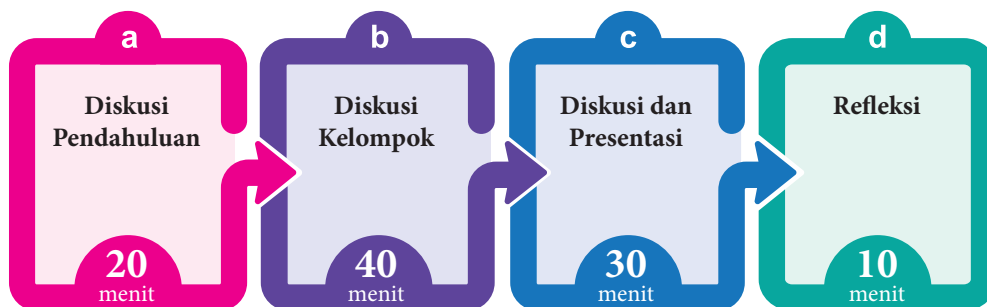 a
Diskusi
Pendahuluan
20
menit
b
Diskusi
Kelompok
40
menit
c
Diskusi dan
Presentasi
30
menit
d
Refleksi
10
menit